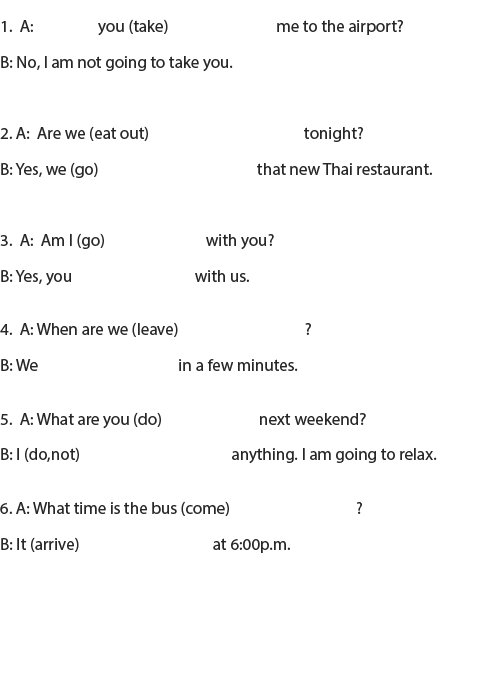 1. A: you (take) me to the airport?
B: No, I am not going to take you.
2. A: Are we (eat out) tonight?
B: Yes, we (go) that new Thai restaurant.
3. A: Am I (go) with you?
B: Yes, you with us.
4. A: When are we (leave) ?
B: We in a few minutes.
5. A: What are you (do) next weekend?
B: I (do,not) anything. I am going to relax.
6. A: What time is the bus (come) ?
B: It (arrive) at 6:00p.m.